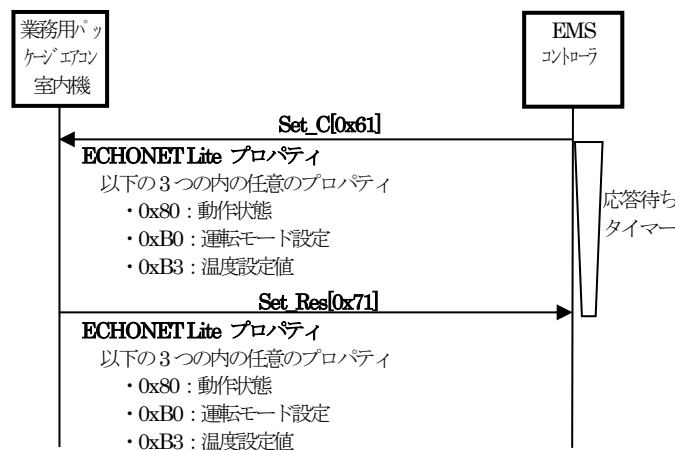 業務用パッ
ケージエアコン
室内機
EMS
コントローラ
Set_C[0x61]
ECHONET Lite プロパティ
以下の3つの内の任意のプロパティ
・0x80:動作状態
・0xB0:運転モード設定
・0xB3:温度設定値
応答待ち
タイマー
Set_Res[0x71]
ECHONET Lite プロパティ
以下の3つの内の任意のプロパティ
・0x80:動作状態
・0xB0:運転モード設定
・0xB3:温度設定値